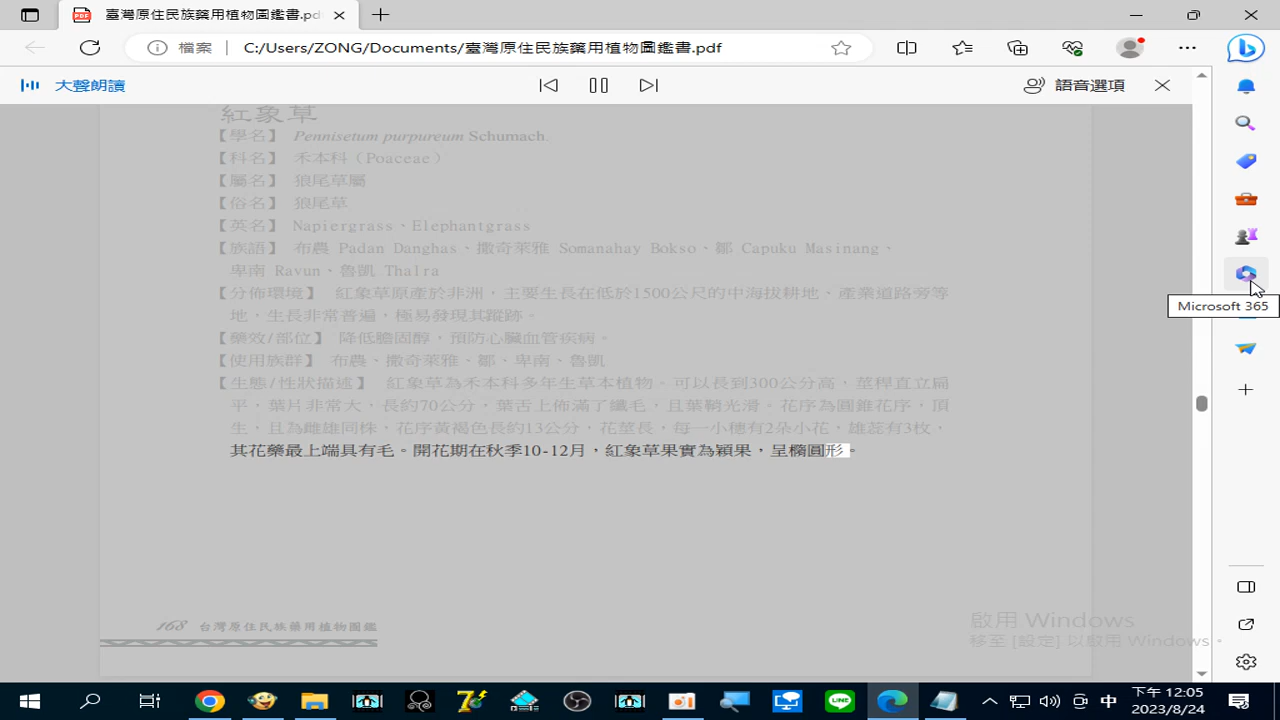 臺灣原住民族藥用植物圖鑑書.pdf
檔案 C:/Users/ZONG/Documents/臺灣原住民族藥用植物圖鑑書.pdf
大聲朗讀
語音選項
紅象草
【學名】 Pennisetum purpureum Schumach.
【科名】 禾本科（Poaceae）
【屬名】 狼尾草屬
【俗名】 狼尾草
【英名】 Napiergrass、Elephantgrass
【族語】 布農 Padan Danghas、撒奇萊雅 Somanahay Bokso、鄒 Capuku Masinang、
卑南 Ravun、魯凱 Thalra
【分佈環境】 紅象草原產於非洲，主要生長在低於1500公尺的中海拔耕地、產業道路旁等
地，生長非常普遍，極易發現其蹤跡。
【藥效/部位】 降低膽固醇，預防心臟血管疾病。
【使用族群】 布農、撒奇萊雅、鄒、卑南、魯凱
【生態/性狀描述】 紅象草為禾本科多年生草本植物。可以長到300公分高，莖桿直立扁
平，葉片非常大，長約70公分，葉舌上佈滿了纖毛，且葉鞘光滑。花序為圓錐花序，頂
生，且為雌雄同株，花序黃褐色長約13公分，花莖長，每一小穗有2朵小花，雄蕊有3枚，
其花藥最上端具有毛。開花期在秋季10-12月，紅象草果實為穎果，呈橢圓形。
Microsoft 365
168 台灣原住民族藥用植物圖鑑
啟用 Windows
移至 [設定] 以啟用 Windows。
中
下午 12:05
2023/8/24